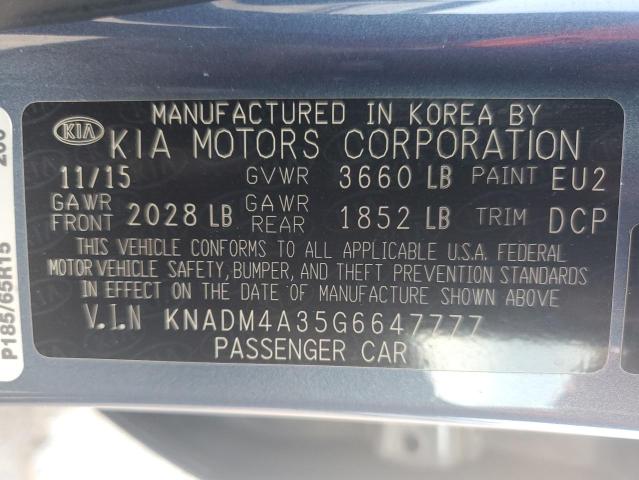 MANUFACTURED IN KOREA BY
KIA KIA MOTORS CORPORATION
11/15 GVWR 3660 LB PAINT EU2
GAWR FRONT 2028 LB GAWR REAR 1852 LB TRIM DCP
THIS VEHICLE CONFORMS TO ALL APPLICABLE U.S.A. FEDERAL
MOTOR VEHICLE SAFETY, BUMPER, AND THEFT PREVENTION STANDARDS
IN EFFECT ON THE DATE OF MANUFACTURE SHOWN ABOVE
V.I.N KNADM4A35G6647777
PASSENGER CAR
P185/65R15